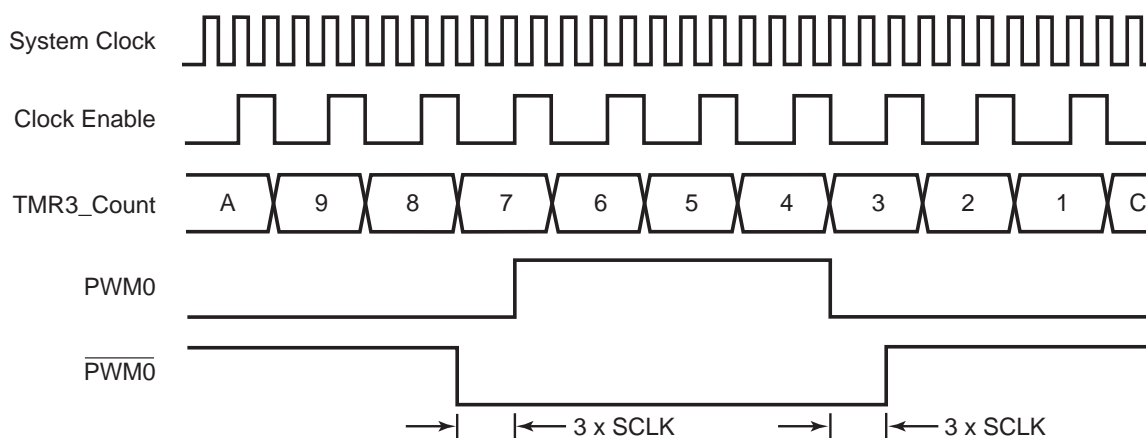 System Clock
Clock Enable
TMR3_Count A 9 8 7 6 5 4 3 2 1 C
PWM0
PWM0
3 x SCLK 3 x SCLK